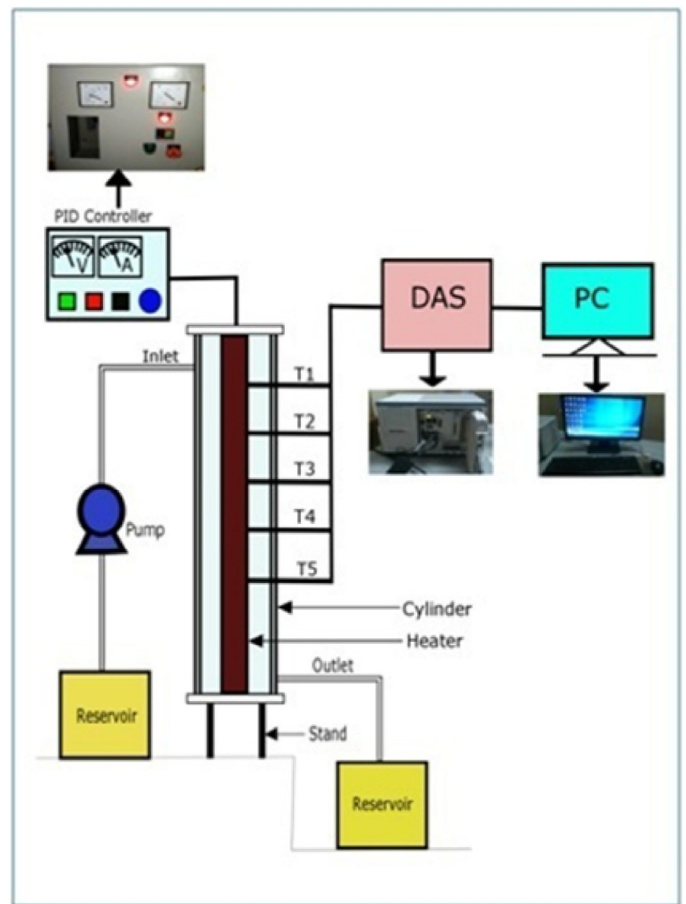 PID Controller
V
A
Inlet
T1
T2
T3
T4
T5
DAS
PC
Pump
Cylinder
Heater
Outlet
Reservoir
Stand
Reservoir